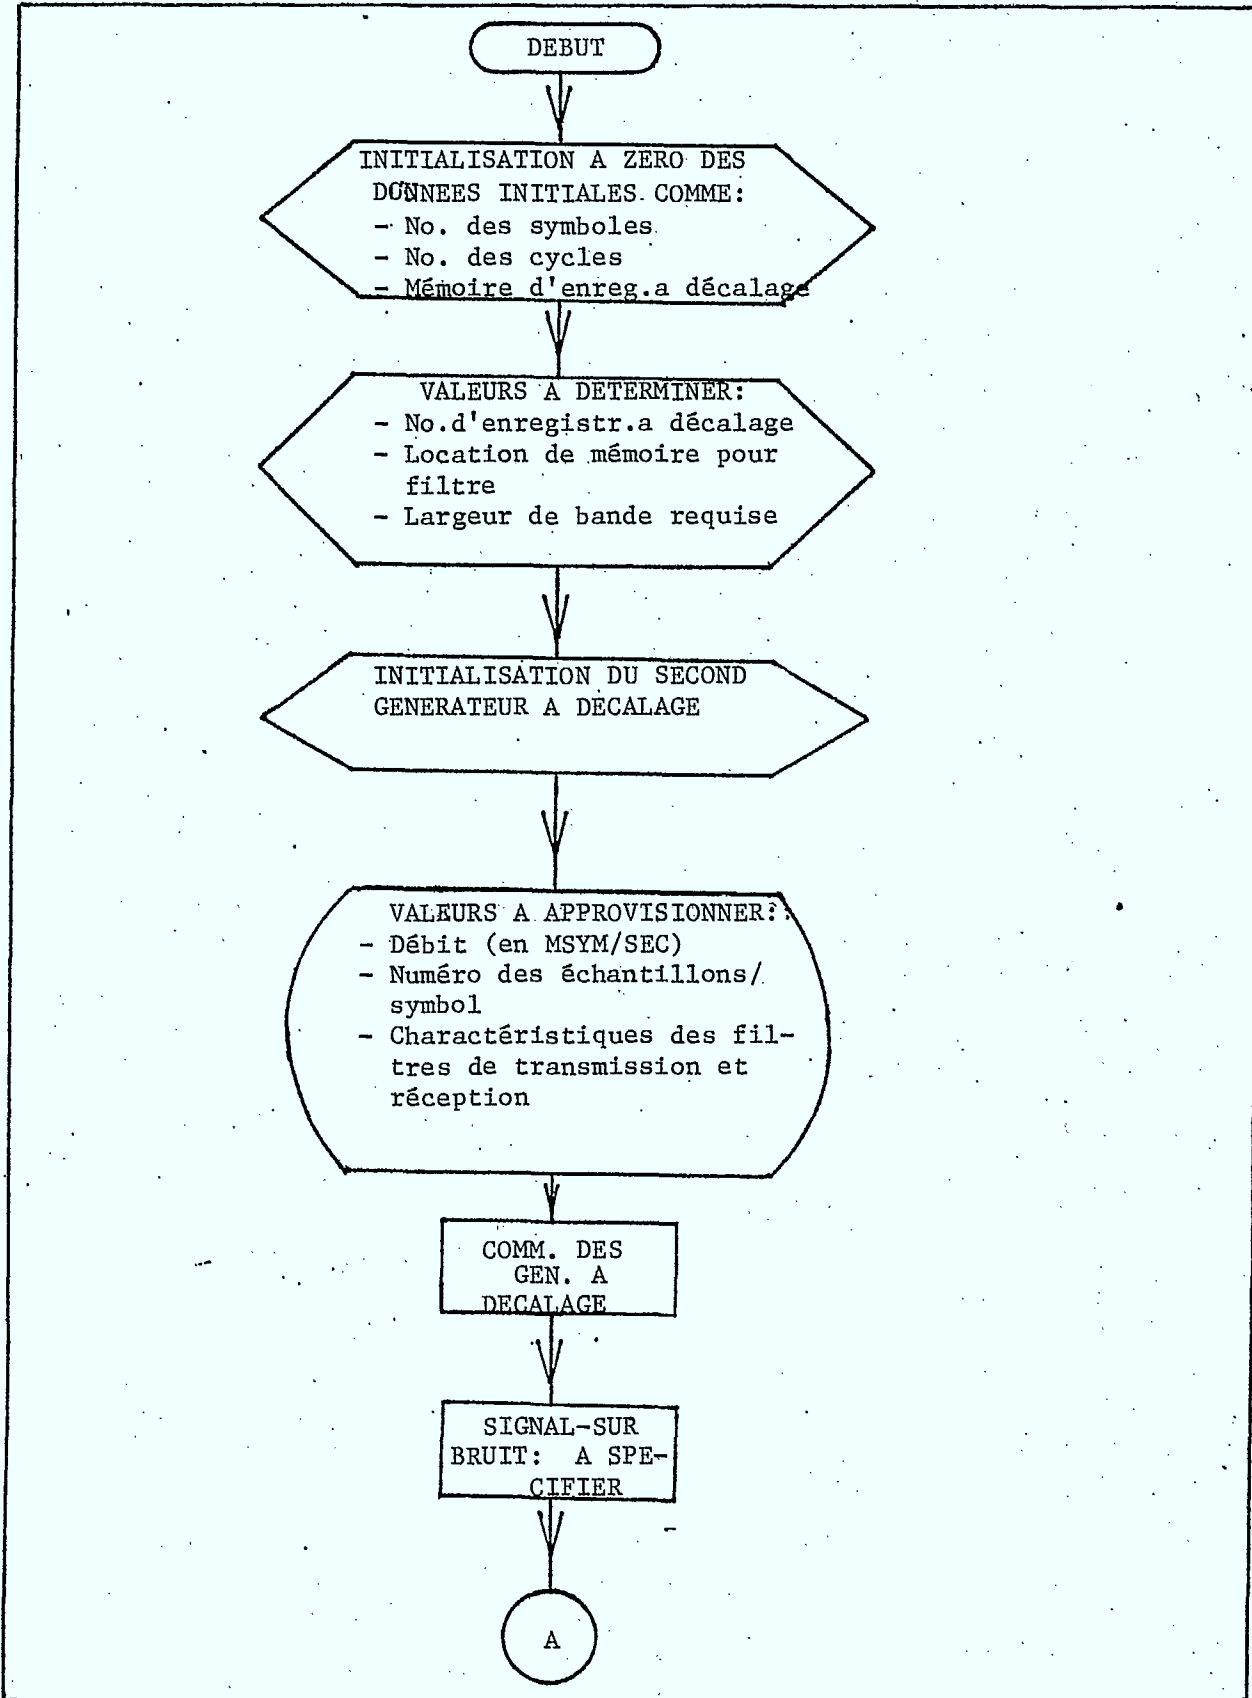 DEBUT
INITIALISATION A ZERO DES
DONNEES INITIALES COMME:
- No. des symboles
- No. des cycles
- Mémoire d'enreg.a décalage
VALEURS A DETERMINER:
- No.d'enregistr.a décalage
- Location de mémoire pour
filtre
- Largeur de bande requise
INITIALISATION DU SECOND
GENERATEUR A DECALAGE
VALEURS A APPROVISIONNER:
- Débit (en MSYM/SEC)
- Numéro des échantillons/
symbol
- Charactéristiques des fil-
tres de transmission et
réception
COMM. DES
GEN. A
DECALAGE
SIGNAL-SUR
BRUIT: A SPE-
CIFIER
A